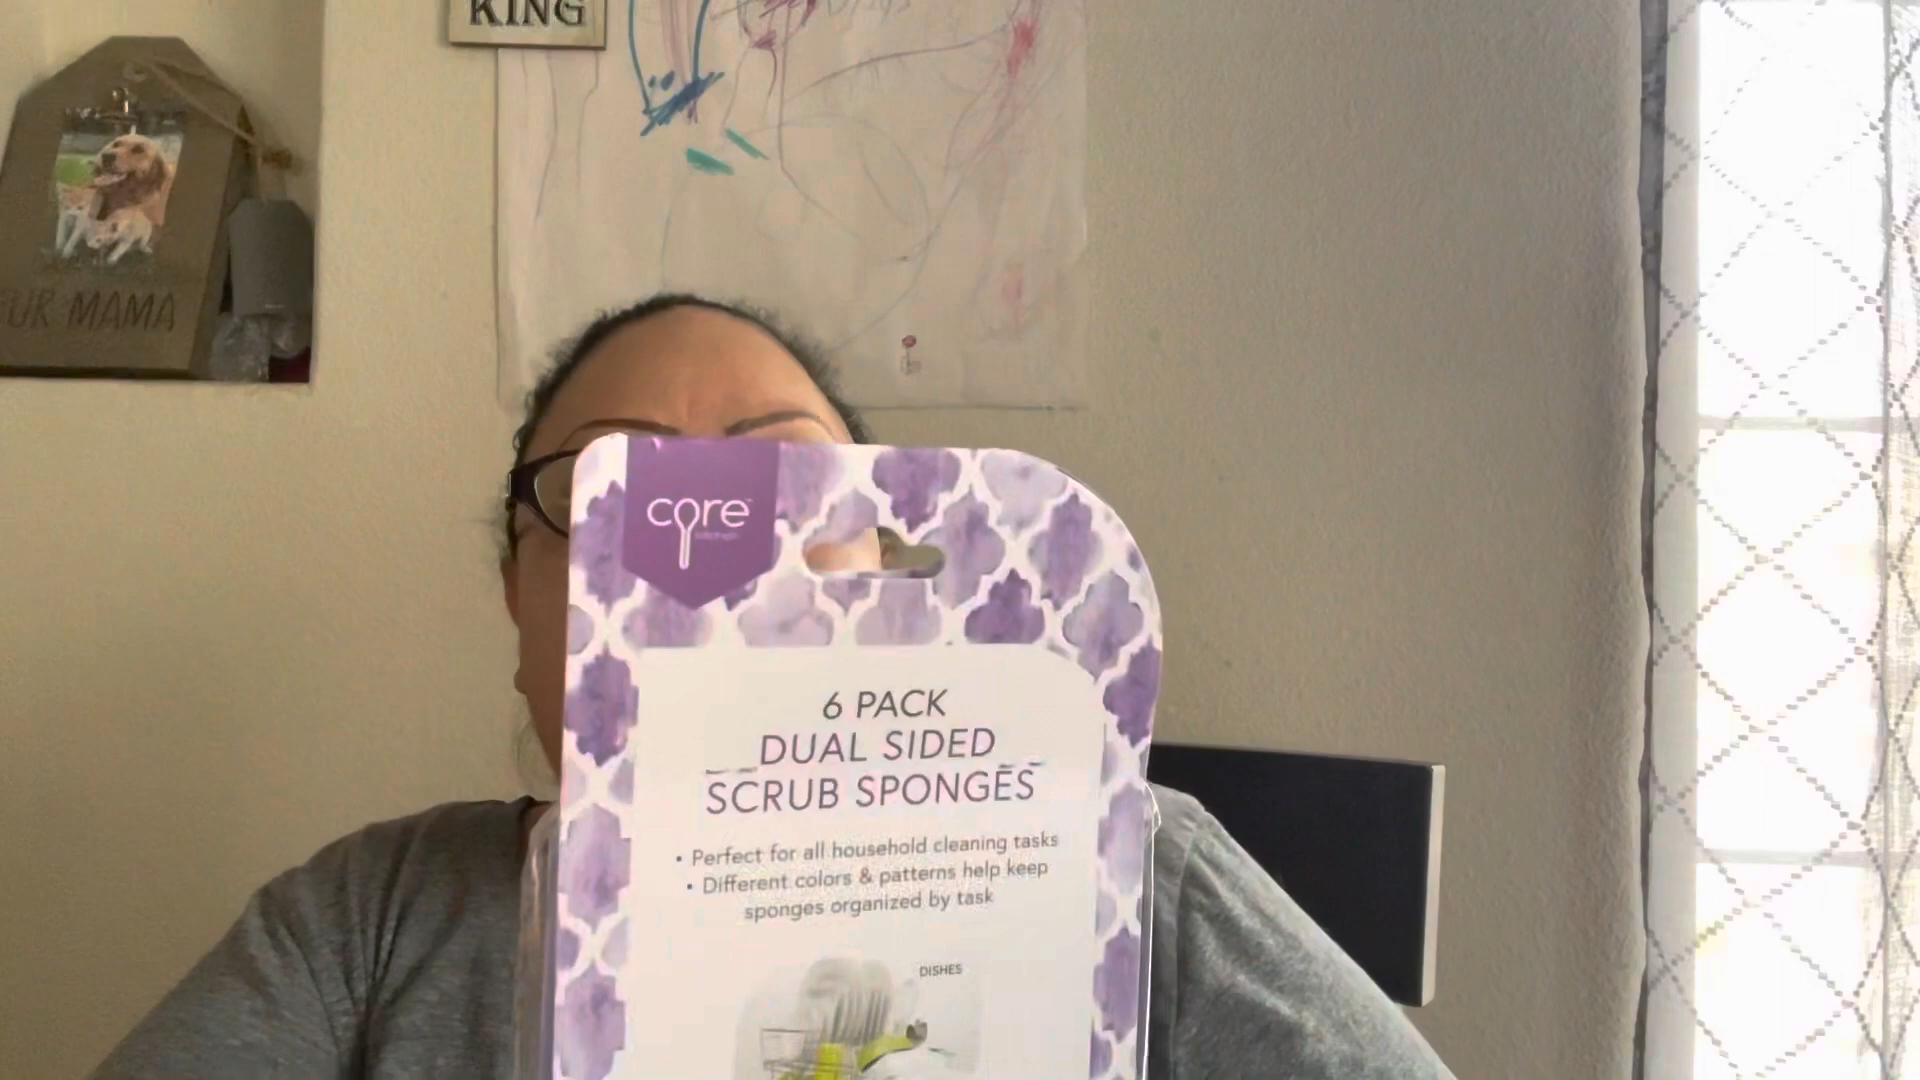 KING
UR MAMA
core
kitchen
6 PACK
DUAL SIDED
SCRUB SPONGES
• Perfect for all household cleaning tasks
• Different colors & patterns help keep
sponges organized by task
DISHES